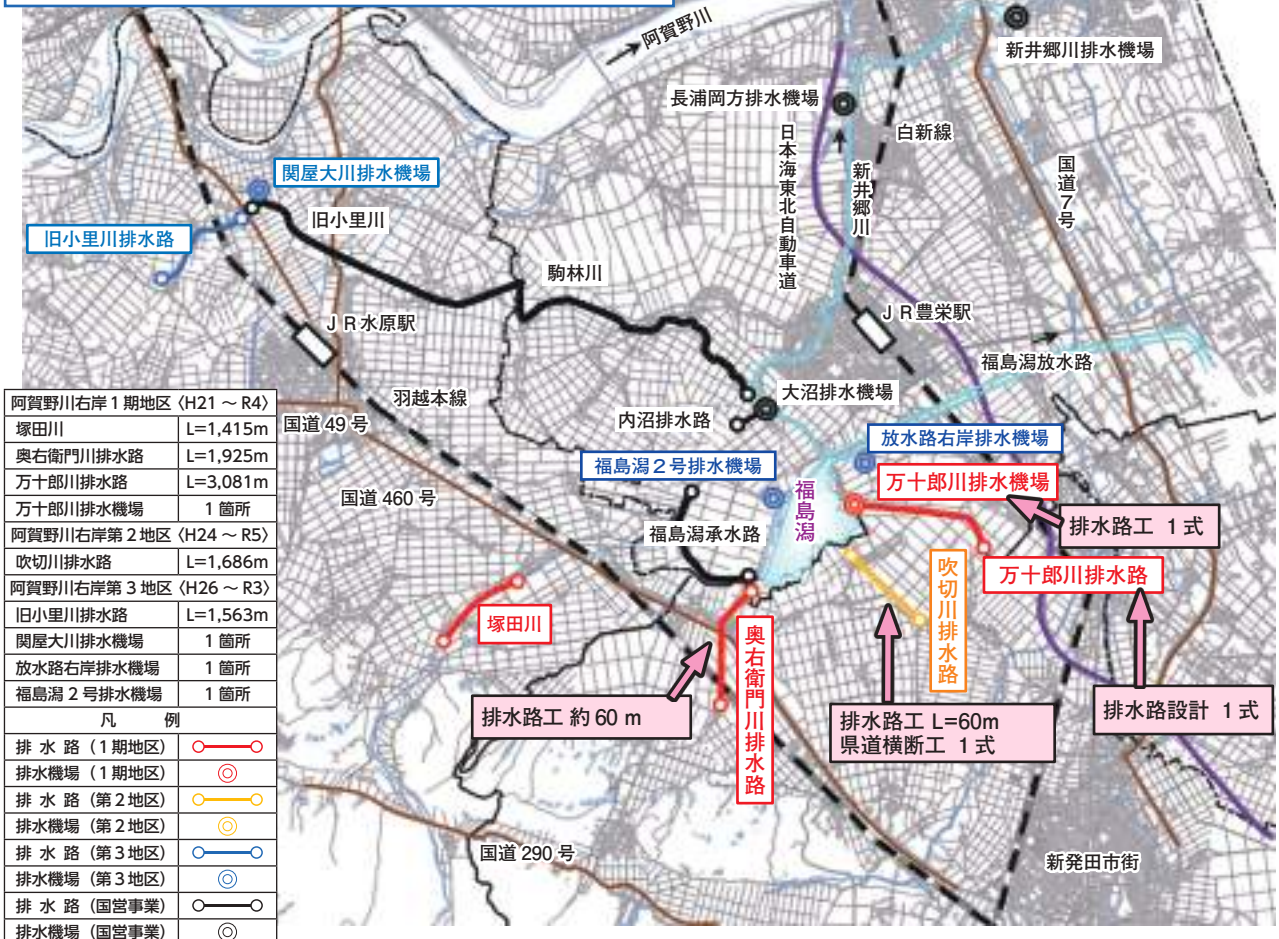 阿賀野川
新井郷川排水機場
長浦岡方排水機場
白新線
日本海東北自動車道
新井郷川
国道7号
関屋大川排水機場
旧小里川
旧小里川排水路
駒林川
ＪＲ水原駅
ＪＲ豊栄駅
福島潟放水路
羽越本線
大沼排水機場
内沼排水路
国道49号
放水路右岸排水機場
福島潟２号排水機場
福島潟
万十郎川排水機場
国道460号
排水路工 1式
福島潟承水路
万十郎川排水路
吹切川排水路
塚田川
奥右衛門川排水路
排水路工 約60 m
排水路工 L=60m
県道横断工 1式
排水路設計 1式
国道290号
新発田市街
阿賀野川右岸1期地区〈H21～R4〉
塚田川 L=1,415m
奥右衛門川排水路 L=1,925m
万十郎川排水路 L=3,081m
万十郎川排水機場 1箇所
阿賀野川右岸第2地区〈H24～R5〉
吹切川排水路 L=1,686m
阿賀野川右岸第3地区〈H26～R3〉
旧小里川排水路 L=1,563m
関屋大川排水機場 1箇所
放水路右岸排水機場 1箇所
福島潟2号排水機場 1箇所
凡 例
排水路（1期地区）
排水機場（1期地区）
排水路（第2地区）
排水機場（第2地区）
排水路（第3地区）
排水機場（第3地区）
排水路（国営事業）
排水機場（国営事業）